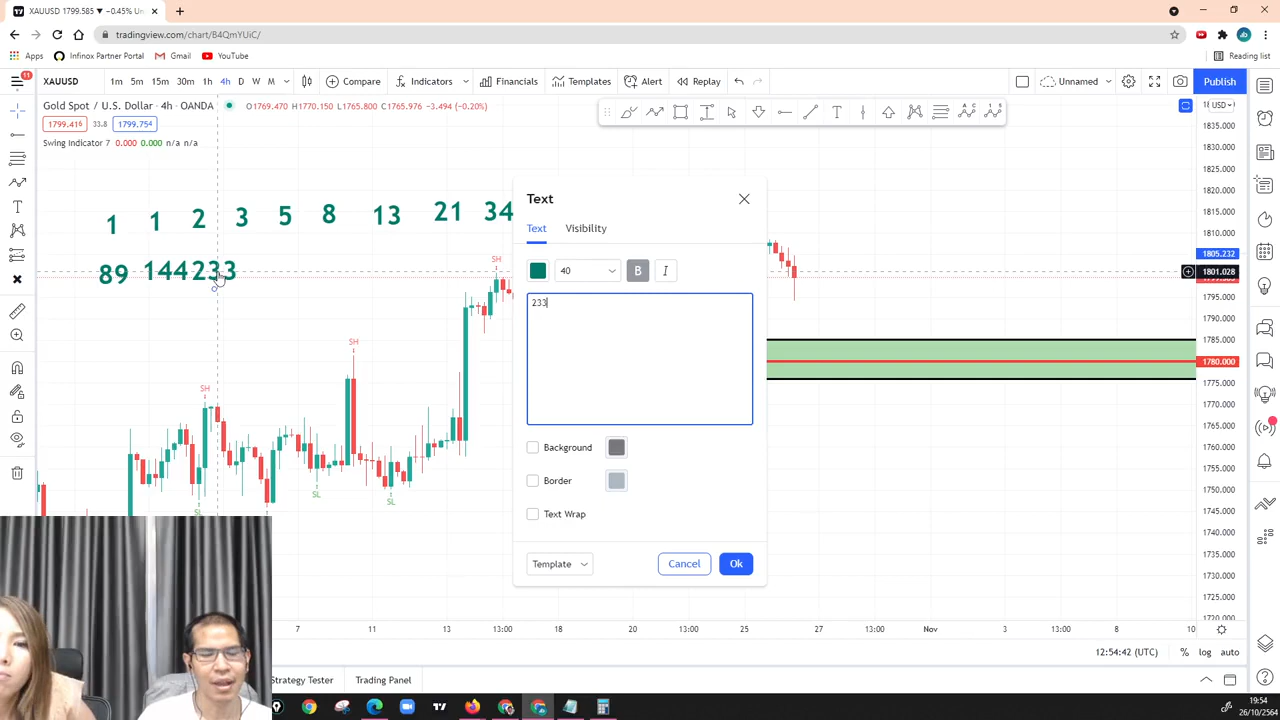 XAUUSD 1799.585 ▼ −0.45% Un
tradingview.com/chart/B4QmYUiC/
Apps Infinox Partner Portal Gmail YouTube Reading list
11
XAUUSD 1m 5m 15m 30m 1h 4h D W M Compare Indicators Financials Templates Alert Replay Unnamed Publish
Gold Spot / U.S. Dollar · 4h · OANDA O1769.470 H1770.150 L1765.800 C1765.976 −3.494 (−0.20%)
1799.416 33.8 1799.754
Swing Indicator 7 0.000 0.000 n/a n/a
USD
1835.000
1830.000
1825.000
1820.000
1815.000
1810.000
1805.232
1801.028
1795.000
1790.000
1785.000
1780.000
1775.000
1770.000
1765.000
1760.000
1755.000
1750.000
1745.000
1740.000
1735.000
1730.000
1725.000
1720.000
1 1 2 3 5 8 13 21 34
89 144 233
SH
SH
SH
SL
SL
SL
Text
Text Visibility
40 B I
233
Background
Border
Text Wrap
Template Cancel Ok
7 11 13 13:00 18 20 13:00 25 27 13:00 Nov 3 13:00 8 10
12:54:42 (UTC) % log auto
Strategy Tester Trading Panel
19:54
26/10/2564